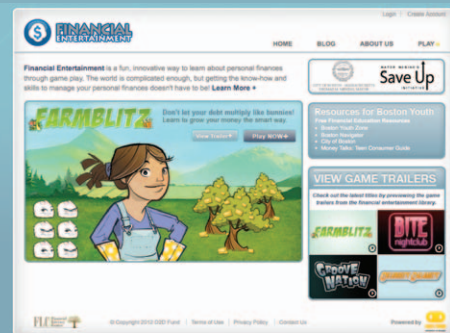 Login | Create Account
FINANCIAL
ENTERTAINMENT
HOME BLOG ABOUT US PLAY
Financial Entertainment is a fun, innovative way to learn about personal finances
through game play. The world is complicated enough, but getting the know-how and
skills to manage your personal finances doesn't have to be! Learn More +
FARMBLITZ
Don't let your debt multiply like bunnies!
Learn to grow your money the smart way.
View Trailer
Play NOW
MAYOR MENINO'S
Save Up
INITIATIVE
Resources for Boston Youth
Free Financial Education Resources
Boston Youth Zone
Boston Navigator
City of Boston
Money Talks: Teen Consumer Guide
VIEW GAME TRAILERS
Check out the latest titles by previewing the game
trailers from the financial entertainment library.
FARMBLITZ
BITE
nightclub
GROOVE
NATION
© Copyright 2010 D2D Fund | Terms of Use | Privacy Policy | Contact Us
Powered by